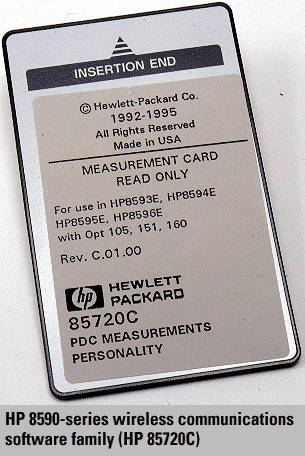 INSERTION END
© Hewlett-Packard Co.
1992-1995
All Rights Reserved
Made in USA
MEASUREMENT CARD
READ ONLY
For use in HP8593E, HP8594E
HP8595E, HP8596E
with Opt 105, 151, 160
Rev. C.01.00
hp HEWLETT
PACKARD
85720C
PDC MEASUREMENTS
PERSONALITY
HP 8590-series wireless communications
software family (HP 85720C)